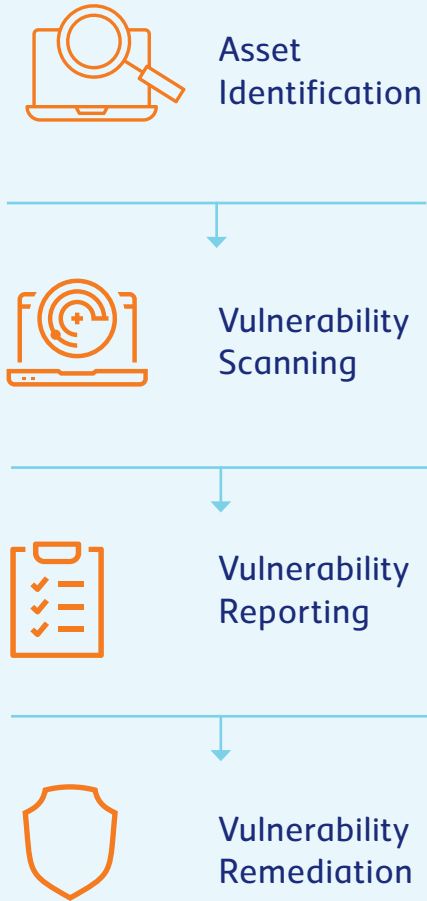 Asset
Identification
Vulnerability
Scanning
Vulnerability
Reporting
Vulnerability
Remediation